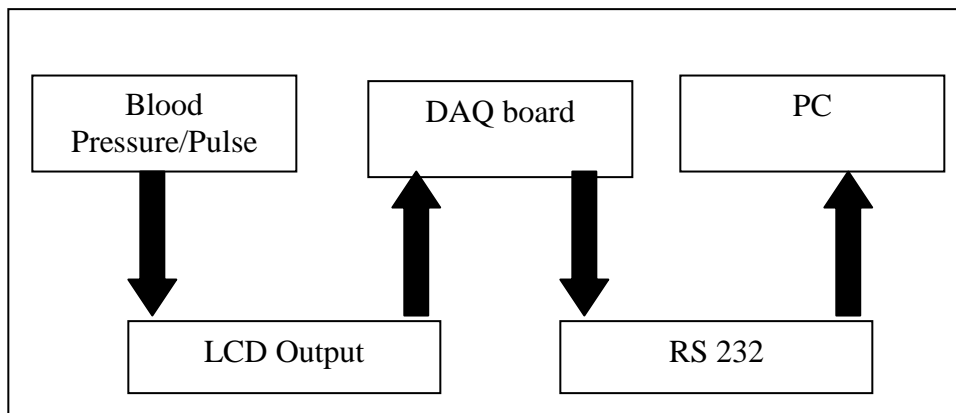 Blood
Pressure/Pulse
DAQ board
PC
LCD Output
RS 232